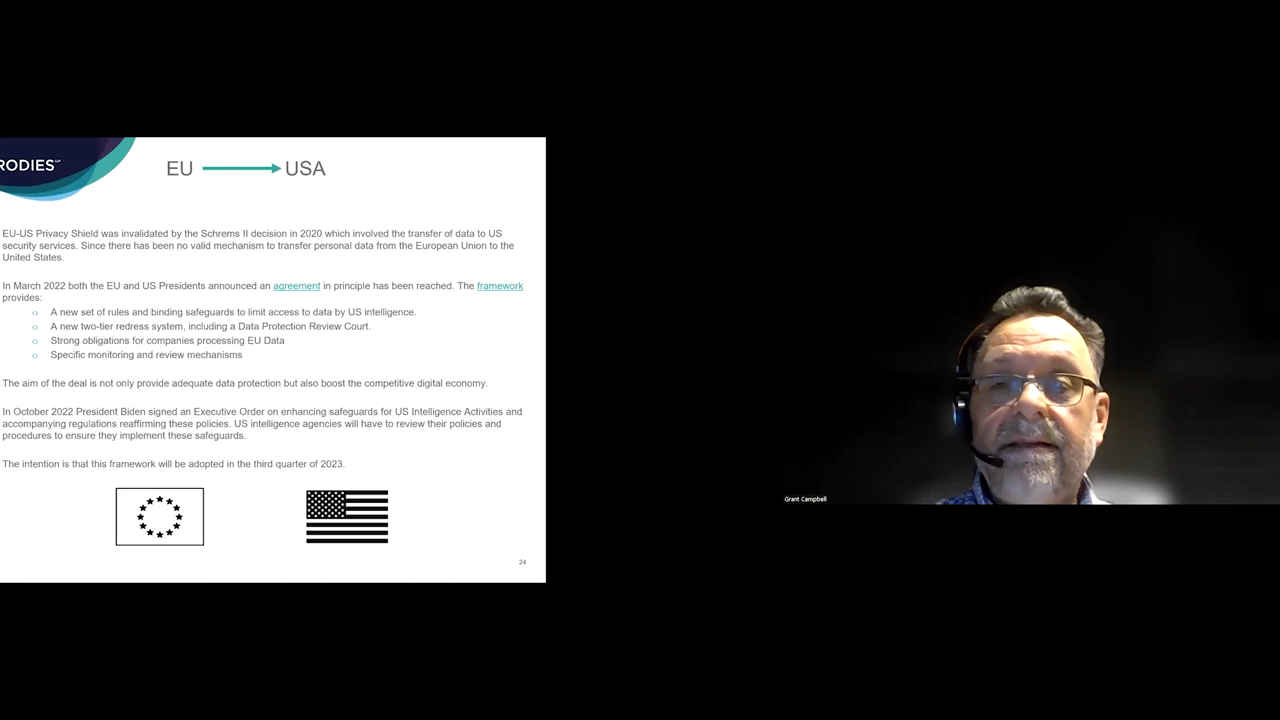 RODIES LLP
EU USA
EU-US Privacy Shield was invalidated by the Schrems II decision in 2020 which involved the transfer of data to US
security services. Since there has been no valid mechanism to transfer personal data from the European Union to the
United States.
In March 2022 both the EU and US Presidents announced an agreement in principle has been reached. The framework
provides:
o A new set of rules and binding safeguards to limit access to data by US intelligence.
o A new two-tier redress system, including a Data Protection Review Court.
o Strong obligations for companies processing EU Data
o Specific monitoring and review mechanisms
The aim of the deal is not only provide adequate data protection but also boost the competitive digital economy.
In October 2022 President Biden signed an Executive Order on enhancing safeguards for US Intelligence Activities and
accompanying regulations reaffirming these policies. US intelligence agencies will have to review their policies and
procedures to ensure they implement these safeguards.
The intention is that this framework will be adopted in the third quarter of 2023.
24
Grant Campbell